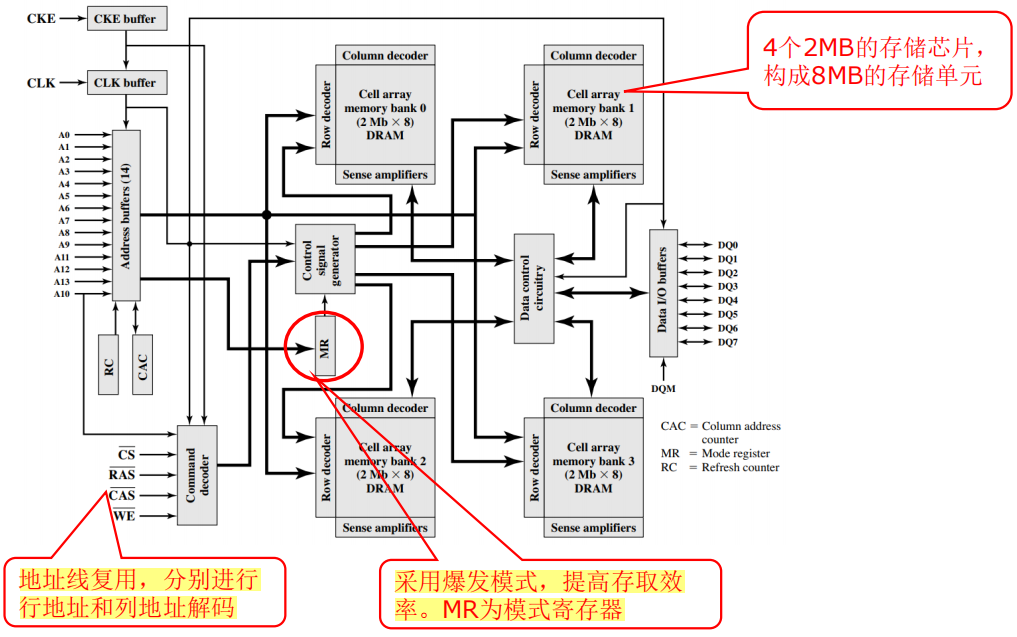 CKE
CKE buffer
CLK
CLK buffer
A0
A1
A2
A3
A4
A5
A6
A7
A8
A9
A11
A12
A13
A10
Address buffers (14)
RC
CAC
CS
RAS
CAS
WE
Command
decoder
Control
signal
generator
MR
Column decoder
Row decoder
Cell array
memory bank 0
(2 Mb × 8)
DRAM
Sense amplifiers
Column decoder
Row decoder
Cell array
memory bank 1
(2 Mb × 8)
DRAM
Sense amplifiers
4个2MB的存储芯片，
构成8MB的存储单元
Data control
circuitry
Data I/O buffers
DQ0
DQ1
DQ2
DQ3
DQ4
DQ5
DQ6
DQ7
DQM
Column decoder
Row decoder
Cell array
memory bank 2
(2 Mb × 8)
DRAM
Sense amplifiers
Column decoder
Row decoder
Cell array
memory bank 3
(2 Mb × 8)
DRAM
Sense amplifiers
CAC = Column address
counter
MR = Mode register
RC = Refresh counter
地址线复用，分别进行
行地址和列地址解码
采用爆发模式，提高存取效
率。MR为模式寄存器